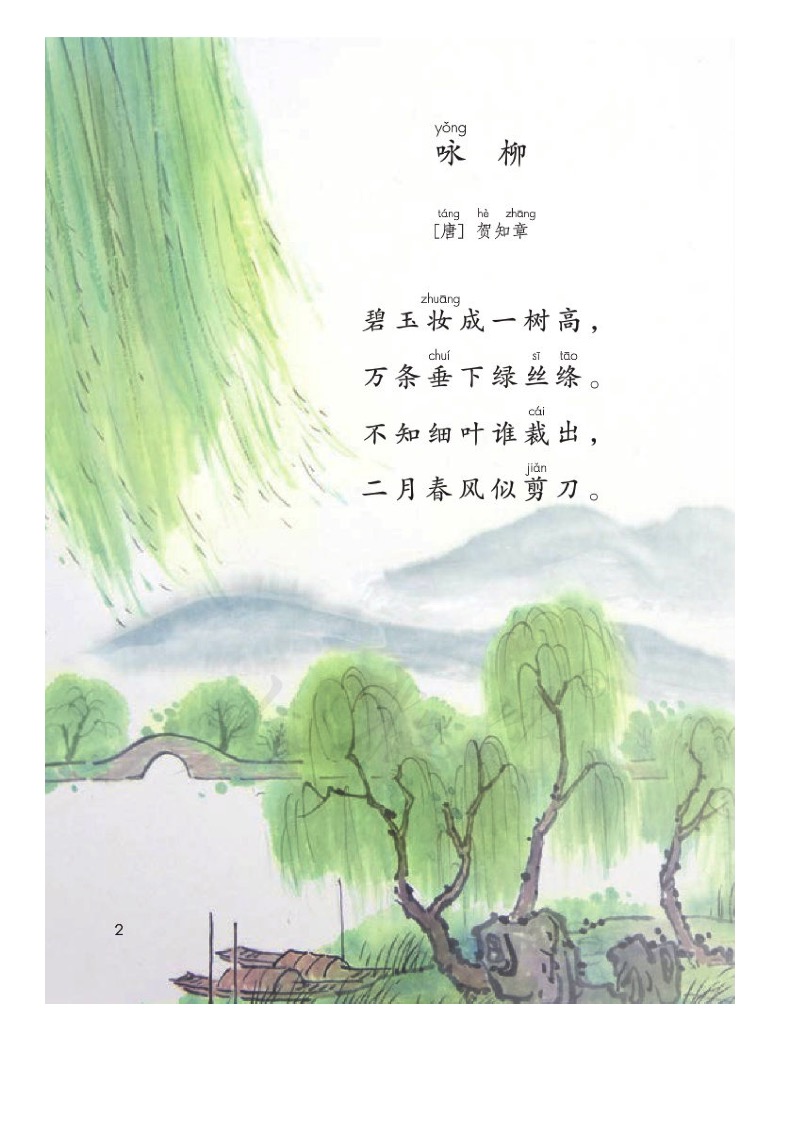 yǒng
咏 柳
táng hè zhāng
[唐] 贺知章
zhuāng
碧玉妆成一树高，
chuí sī tāo
万条垂下绿丝绦。
cái
不知细叶谁裁出，
jiǎn
二月春风似剪刀。
2